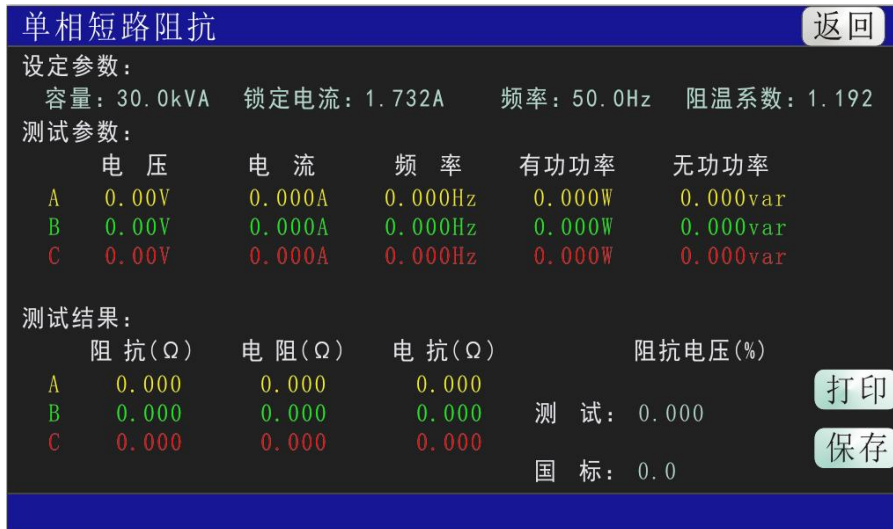 单相短路阻抗 返回
设定参数：
容量：30.0kVA 锁定电流：1.732A 频率：50.0Hz 阻温系数：1.192
测试参数：
电 压 电 流 频 率 有功功率 无功功率
A 0.00V 0.000A 0.000Hz 0.000W 0.000var
B 0.00V 0.000A 0.000Hz 0.000W 0.000var
C 0.00V 0.000A 0.000Hz 0.000W 0.000var
测试结果：
阻 抗(Ω) 电 阻(Ω) 电 抗(Ω) 阻抗电压(%)
A 0.000 0.000 0.000 打印
B 0.000 0.000 0.000 测 试：0.000
C 0.000 0.000 0.000 保存
国 标：0.0